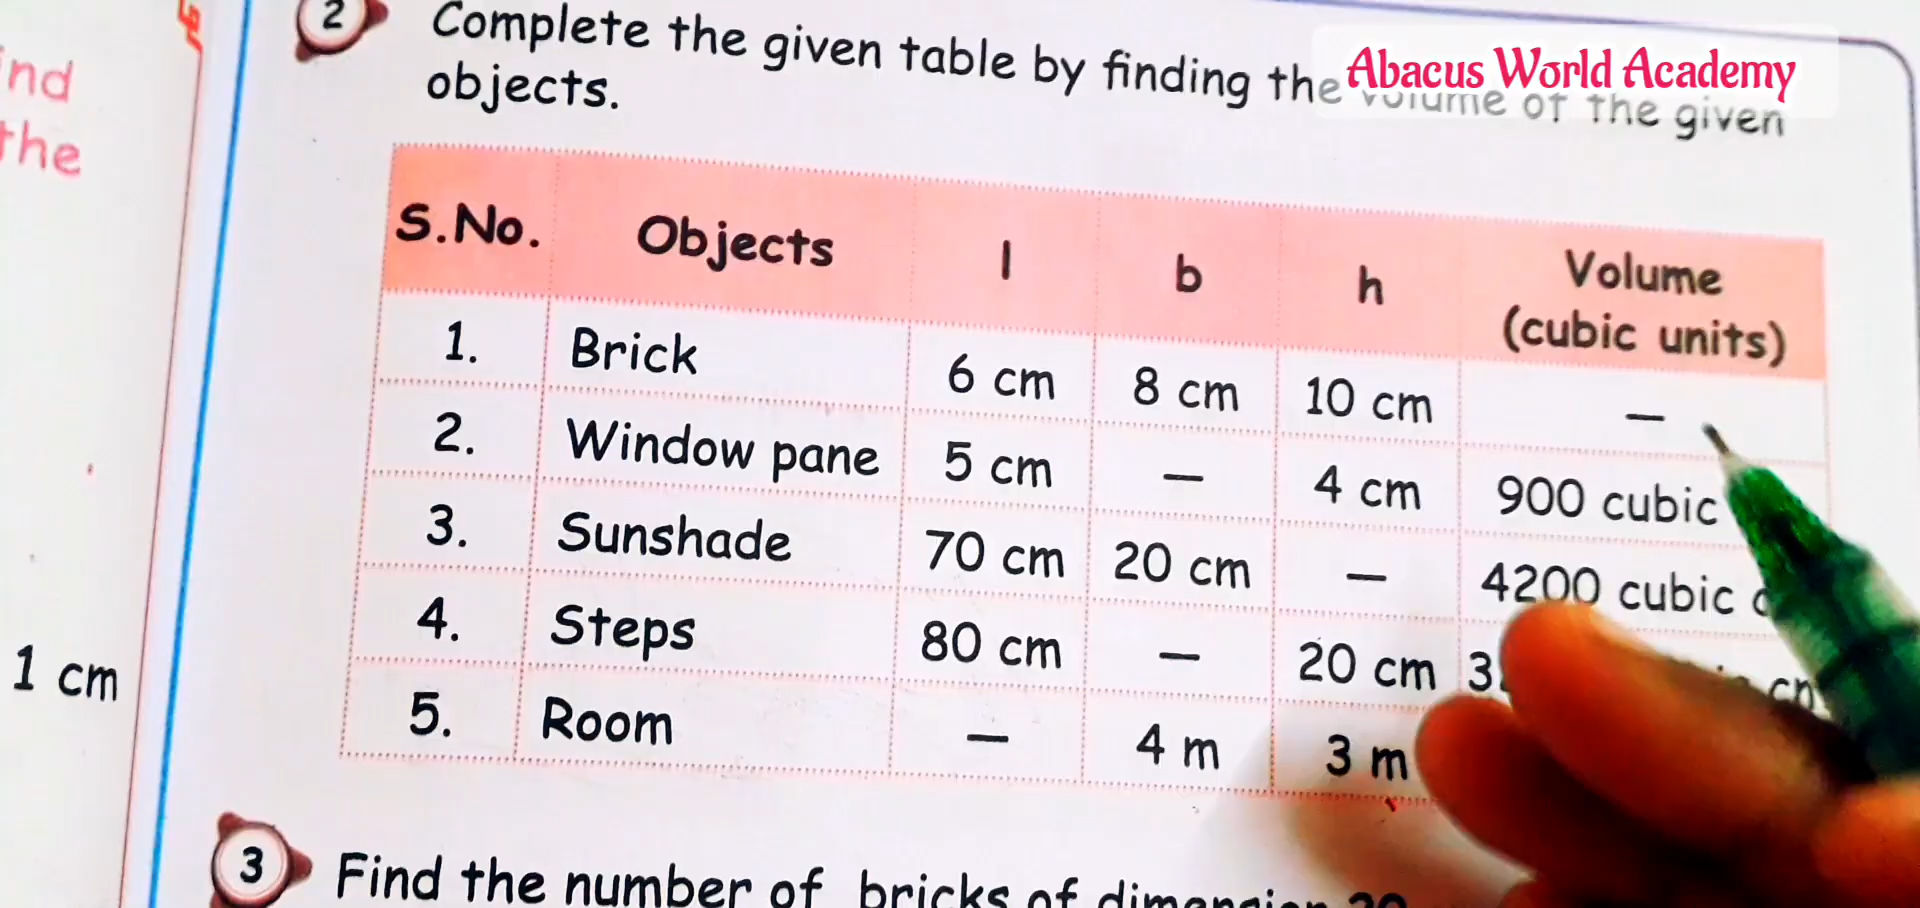 ind
the
1 cm
2
Complete the given table by finding the volume of the given
objects.
Abacus World Academy
S.No. Objects l b h Volume (cubic units)
1. Brick 6 cm 8 cm 10 cm –
2. Window pane 5 cm – 4 cm 900 cubic
3. Sunshade 70 cm 20 cm – 4200 cubic
4. Steps 80 cm – 20 cm 3
5. Room – 4 m 3 m
3
Find the number of bricks of dimension